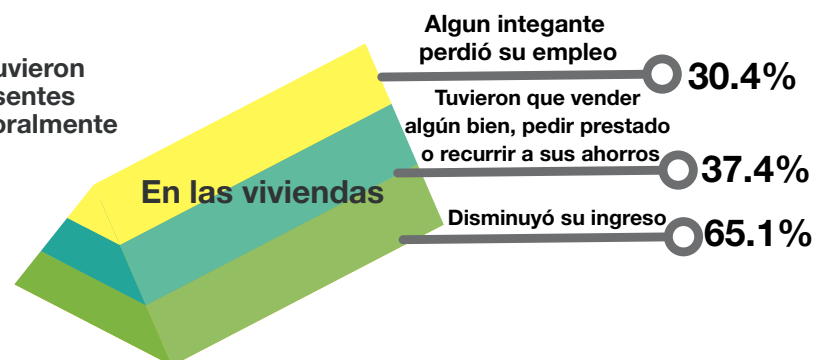 uvieron
sentes
oralmente
En las viviendas
Algun integante
perdió su empleo
30.4%
Tuvieron que vender
algún bien, pedir prestado
o recurrir a sus ahorros
37.4%
Disminuyó su ingreso
65.1%